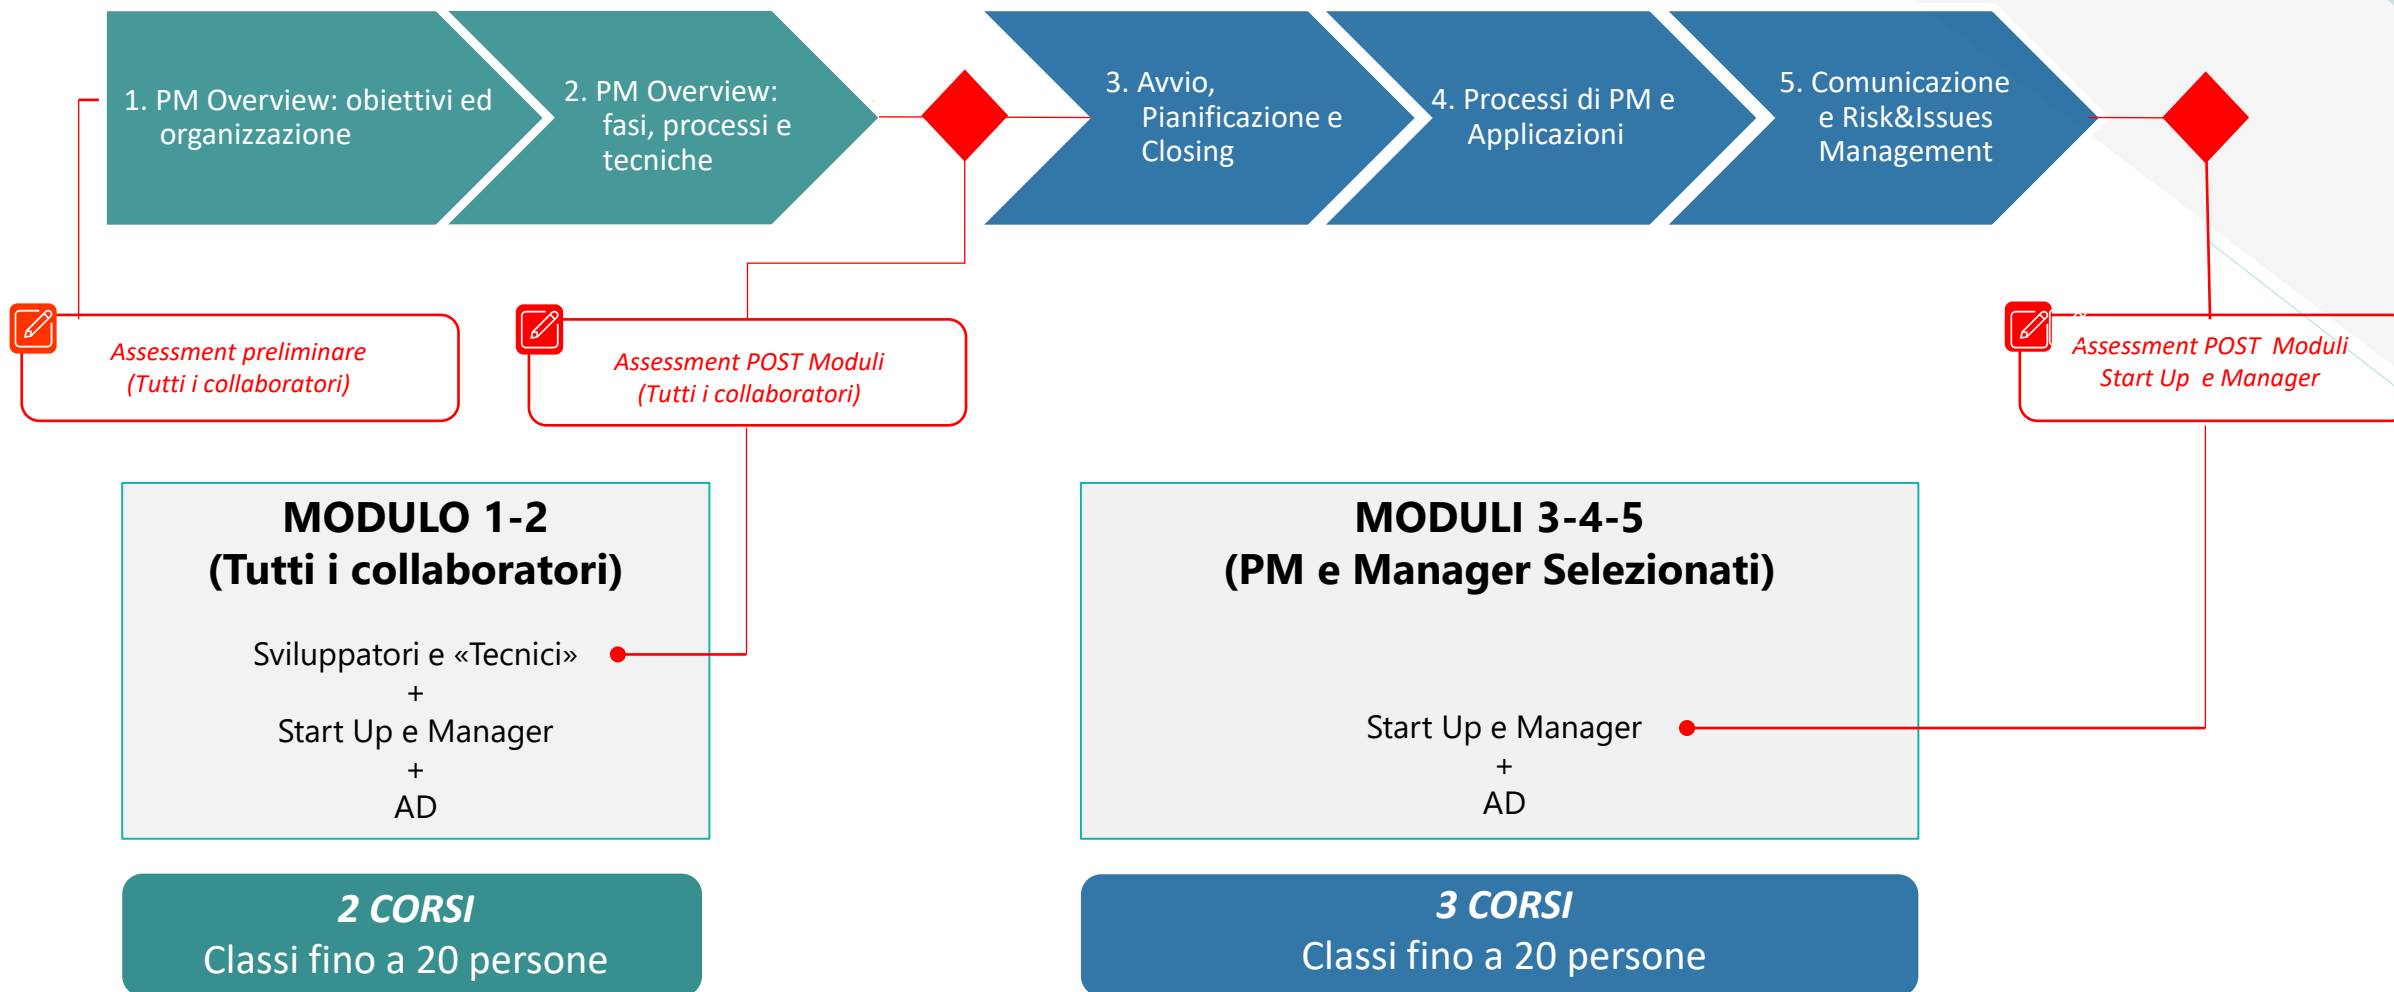 1. PM Overview: obiettivi ed
organizzazione
2. PM Overview:
fasi, processi e
tecniche
3. Avvio,
Pianificazione e
Closing
4. Processi di PM e
Applicazioni
5. Comunicazione
e Risk&Issues
Management
Assessment preliminare
(Tutti i collaboratori)
Assessment POST Moduli
(Tutti i collaboratori)
Assessment POST  Moduli
Start Up  e Manager
MODULO 1-2
(Tutti i collaboratori)
Sviluppatori e «Tecnici»
+
Start Up e Manager
+
AD
MODULI 3-4-5
(PM e Manager Selezionati)
Start Up e Manager
+
AD
2 CORSI
Classi fino a 20 persone
3 CORSI
Classi fino a 20 persone